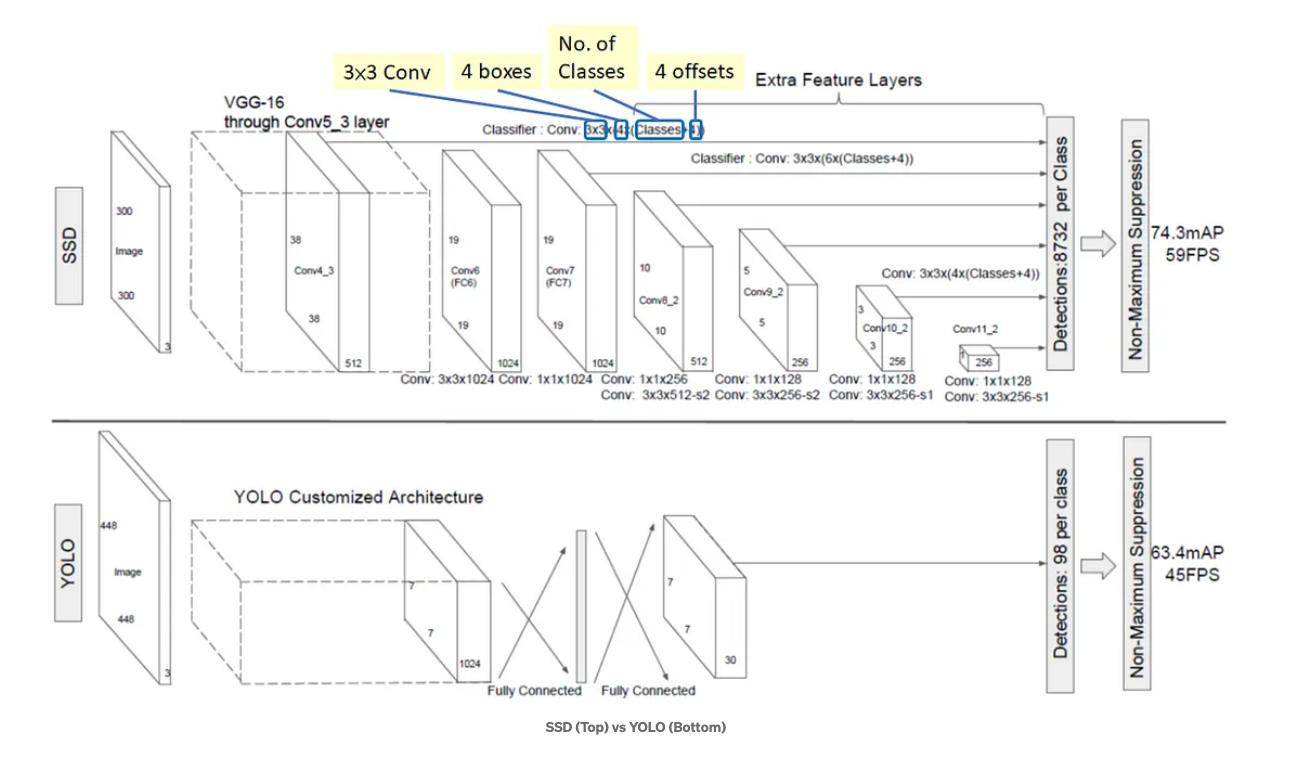 No. of
Classes
3x3 Conv
4 boxes
4 offsets
Extra Feature Layers
VGG-16
through Conv5_3 layer
Classifier : Conv: 3x3x(4x(Classes+4))
Classifier : Conv: 3x3x(6x(Classes+4))
SSD
300
Image
300
3
38
Conv4_3
38
512
19
Conv6
(FC6)
19
1024
19
Conv7
(FC7)
19
1024
10
Conv8_2
10
512
5
Conv9_2
5
256
Conv: 3x3x(4x(Classes+4))
3
Conv10_2
3
256
Conv11_2
1
256
Conv: 3x3x1024
Conv: 1x1x1024
Conv: 1x1x256
Conv: 3x3x512-s2
Conv: 1x1x128
Conv: 3x3x256-s2
Conv: 1x1x128
Conv: 3x3x256-s1
Conv: 1x1x128
Conv: 3x3x256-s1
Detections:8732 per Class
Non-Maximum Suppression
74.3mAP
59FPS
YOLO
448
Image
448
3
YOLO Customized Architecture
7
7
1024
Fully Connected
Fully Connected
7
7
30
Detections: 98 per class
Non-Maximum Suppression
63.4mAP
45FPS
SSD (Top) vs YOLO (Bottom)